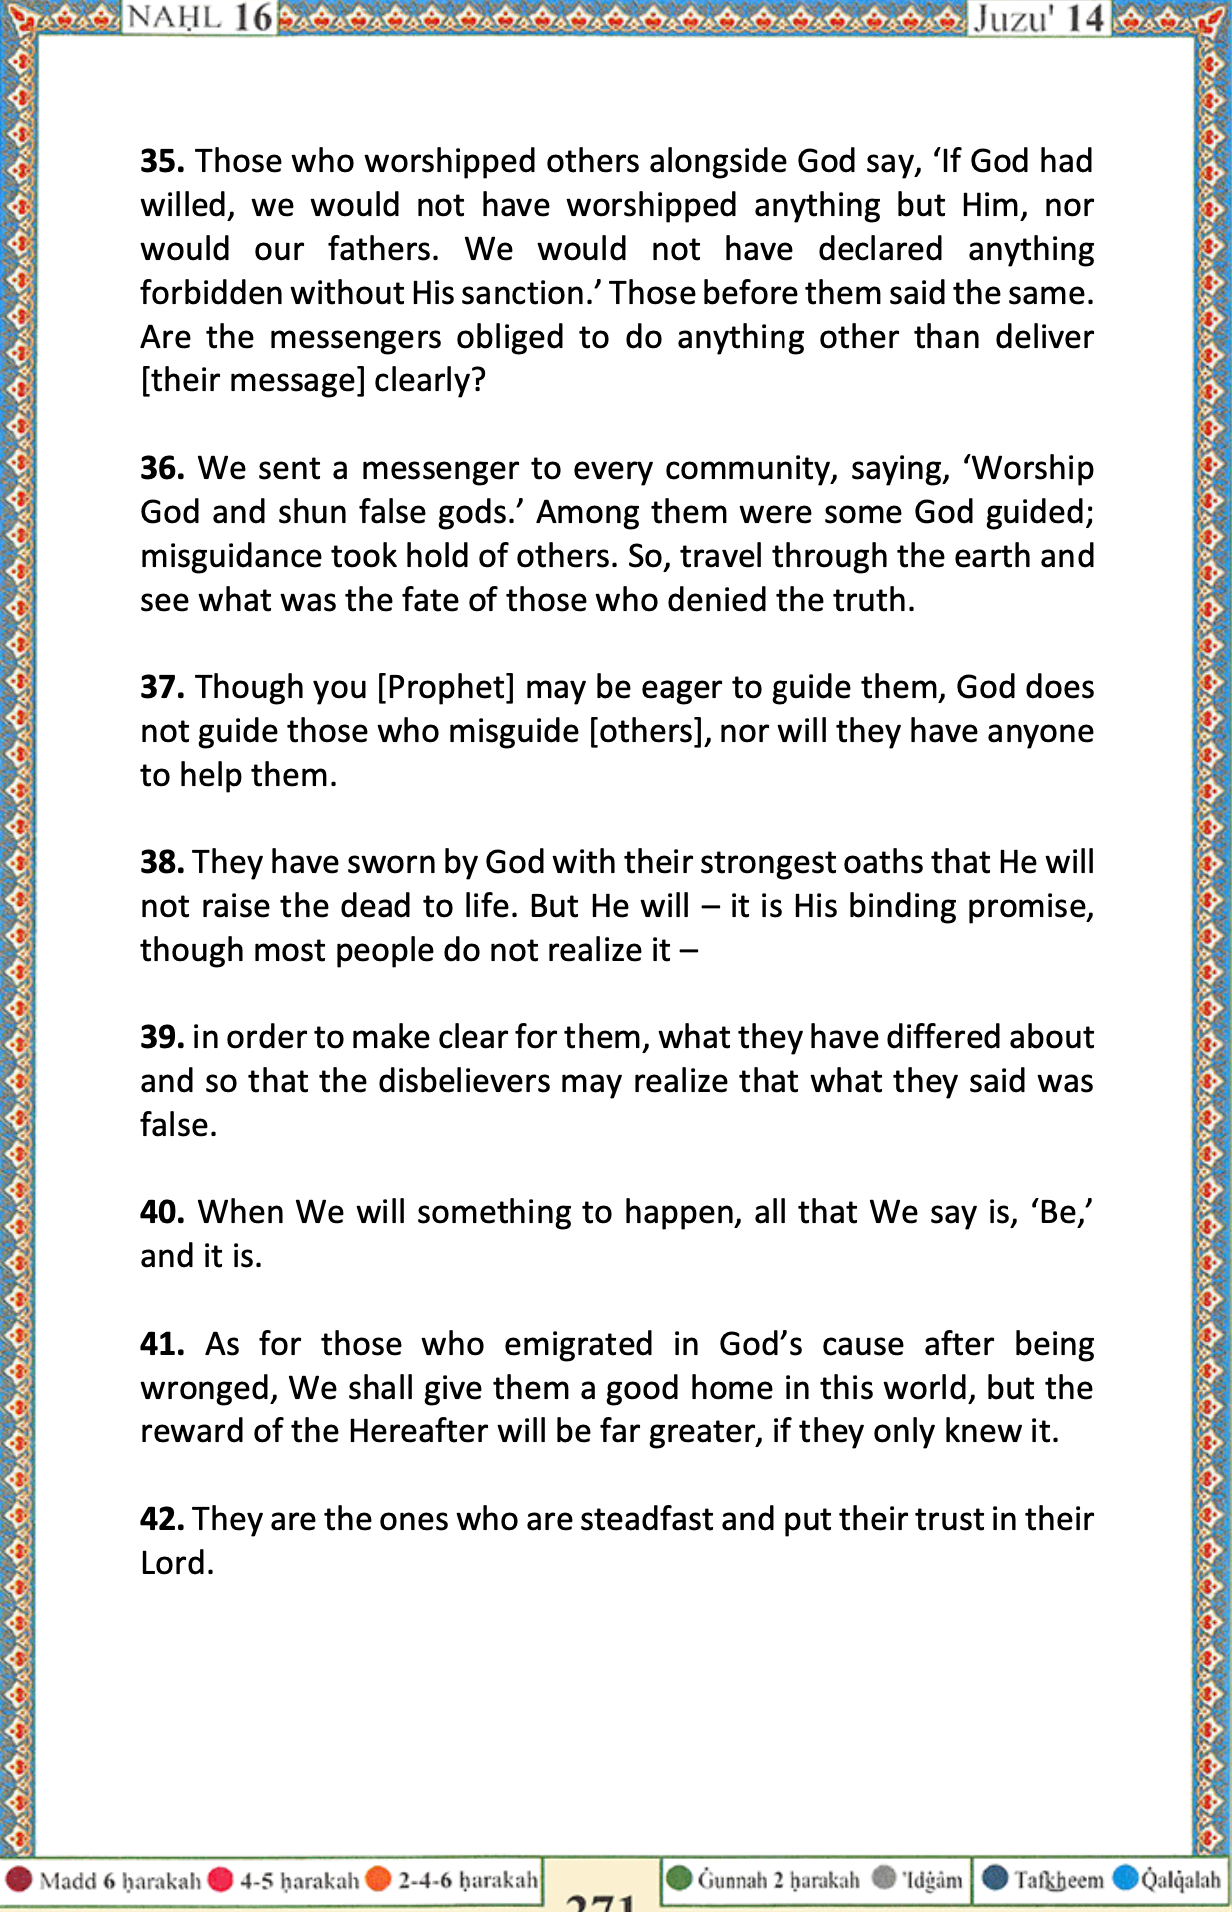 NAḤL 16
Juzu' 14
35. Those who worshipped others alongside God say, ‘If God had
willed, we would not have worshipped anything but Him, nor
would our fathers. We would not have declared anything
forbidden without His sanction.’ Those before them said the same.
Are the messengers obliged to do anything other than deliver
[their message] clearly?
36. We sent a messenger to every community, saying, ‘Worship
God and shun false gods.’ Among them were some God guided;
misguidance took hold of others. So, travel through the earth and
see what was the fate of those who denied the truth.
37. Though you [Prophet] may be eager to guide them, God does
not guide those who misguide [others], nor will they have anyone
to help them.
38. They have sworn by God with their strongest oaths that He will
not raise the dead to life. But He will – it is His binding promise,
though most people do not realize it –
39. in order to make clear for them, what they have differed about
and so that the disbelievers may realize that what they said was
false.
40. When We will something to happen, all that We say is, ‘Be,’
and it is.
41. As for those who emigrated in God’s cause after being
wronged, We shall give them a good home in this world, but the
reward of the Hereafter will be far greater, if they only knew it.
42. They are the ones who are steadfast and put their trust in their
Lord.
Madd 6 ḥarakah 4-5 ḥarakah 2-4-6 ḥarakah
271
Ġunnah 2 ḥarakah 'Idġām Tafkheem Qalqalah